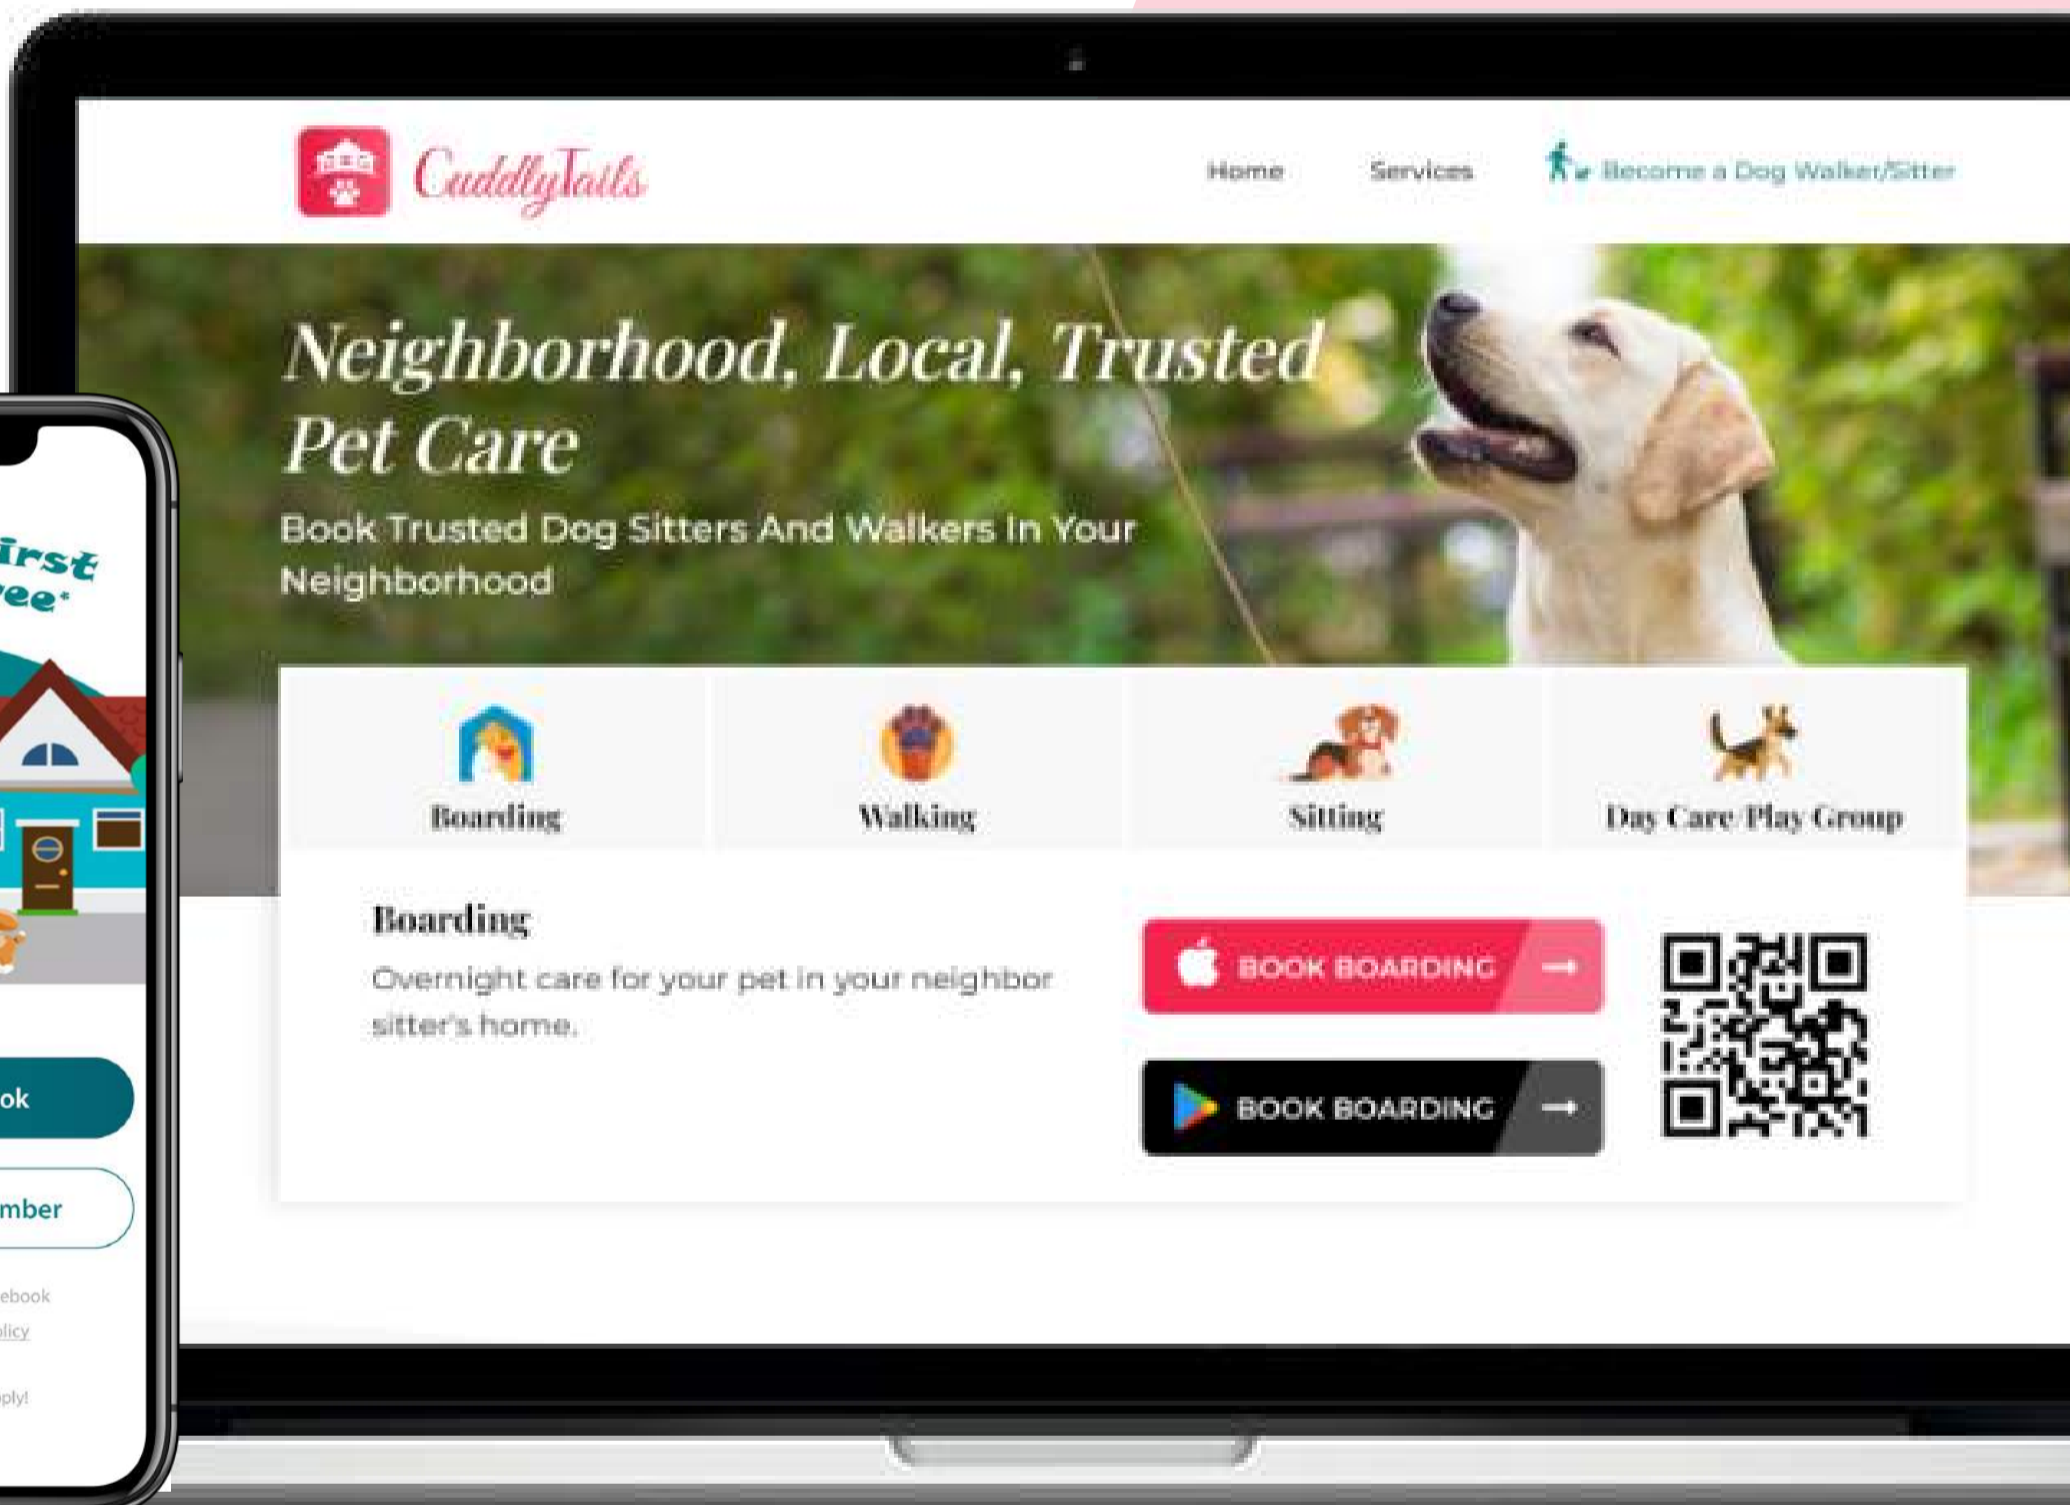 CuddlyTails
Home
Services
Become a Dog Walker/Sitter
Neighborhood, Local, Trusted
Pet Care
Book Trusted Dog Sitters And Walkers In Your
Neighborhood
Boarding
Walking
Sitting
Day Care/Play Group
Boarding
Overnight care for your pet in your neighbor
sitter's home.
BOOK BOARDING
BOOK BOARDING
irst
ee*
ok
mber
ebook
olicy
ply!